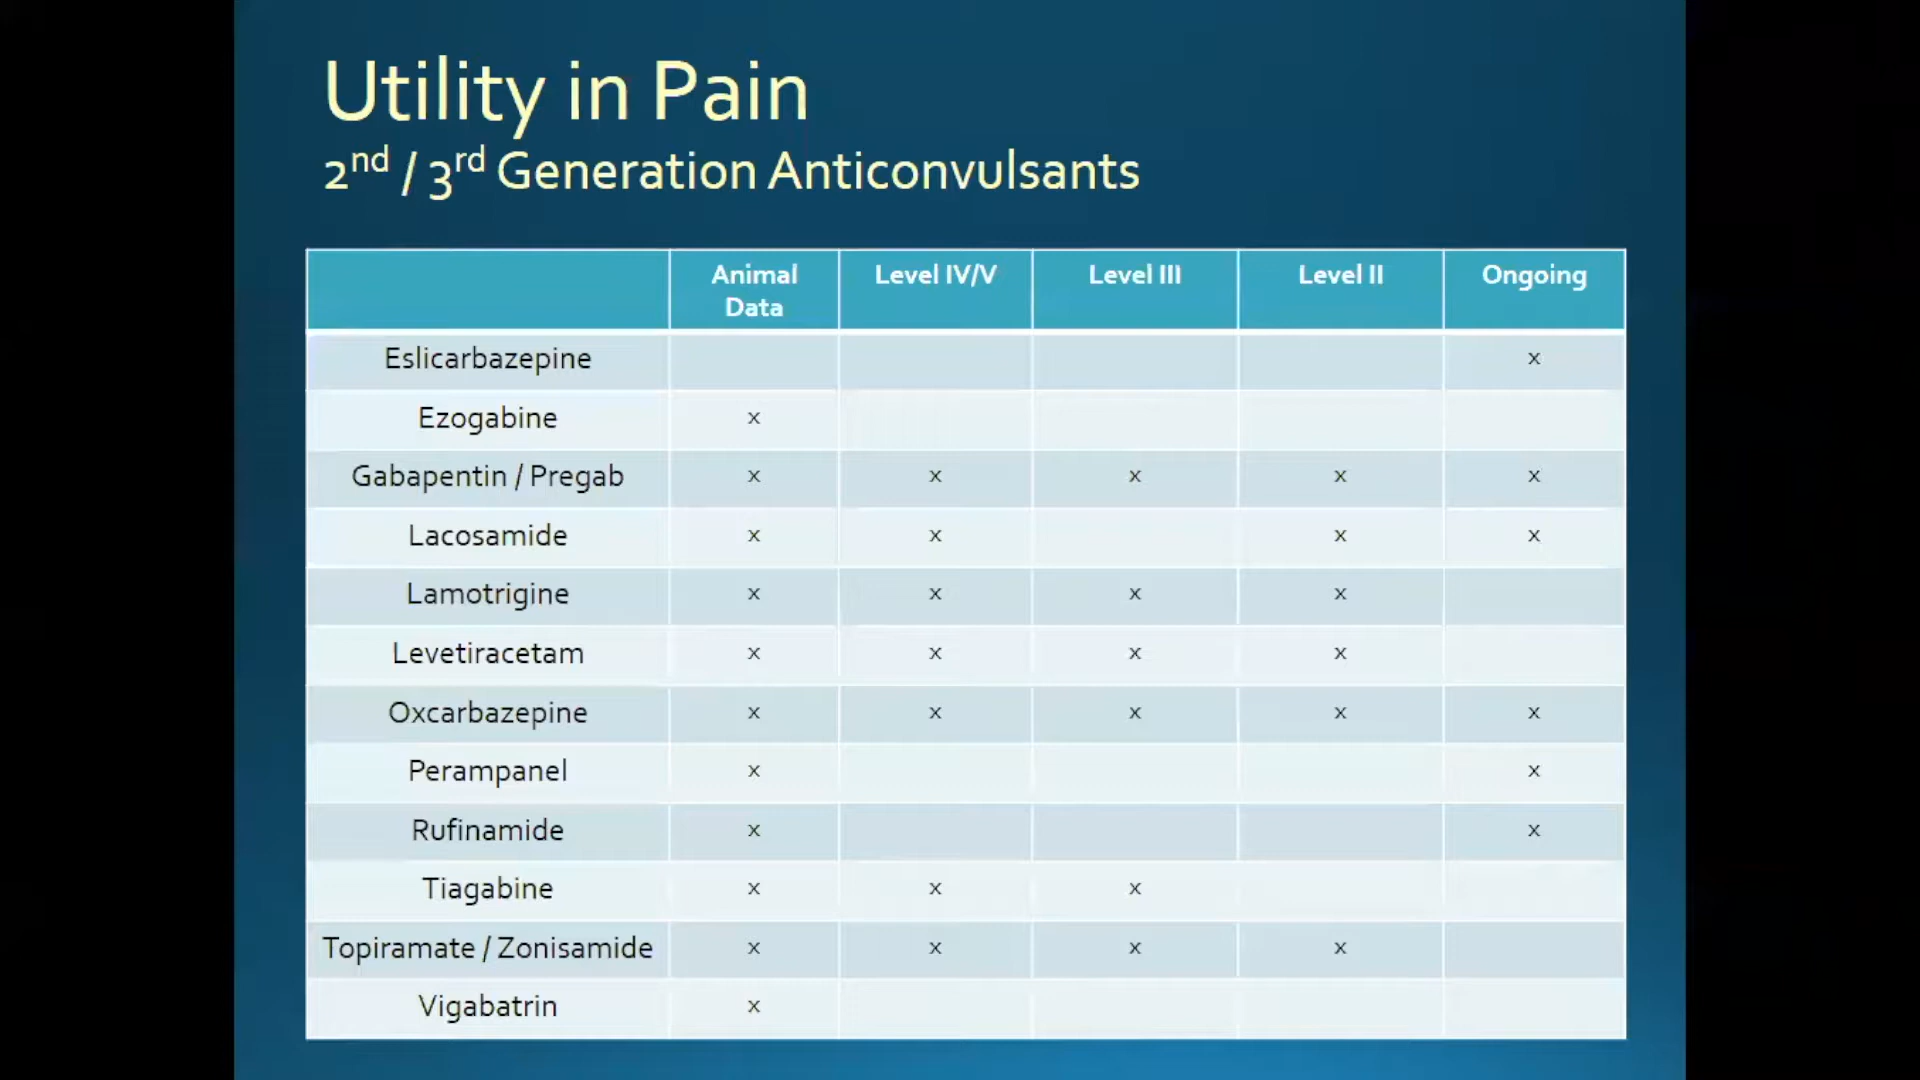 Utility in Pain
2nd / 3rd Generation Anticonvulsants
Animal Data Level IV/V Level III Level II Ongoing
Eslicarbazepine x
Ezogabine x
Gabapentin / Pregab x x x x x
Lacosamide x x x x
Lamotrigine x x x x
Levetiracetam x x x x
Oxcarbazepine x x x x x
Perampanel x x
Rufinamide x x
Tiagabine x x x
Topiramate / Zonisamide x x x x
Vigabatrin x